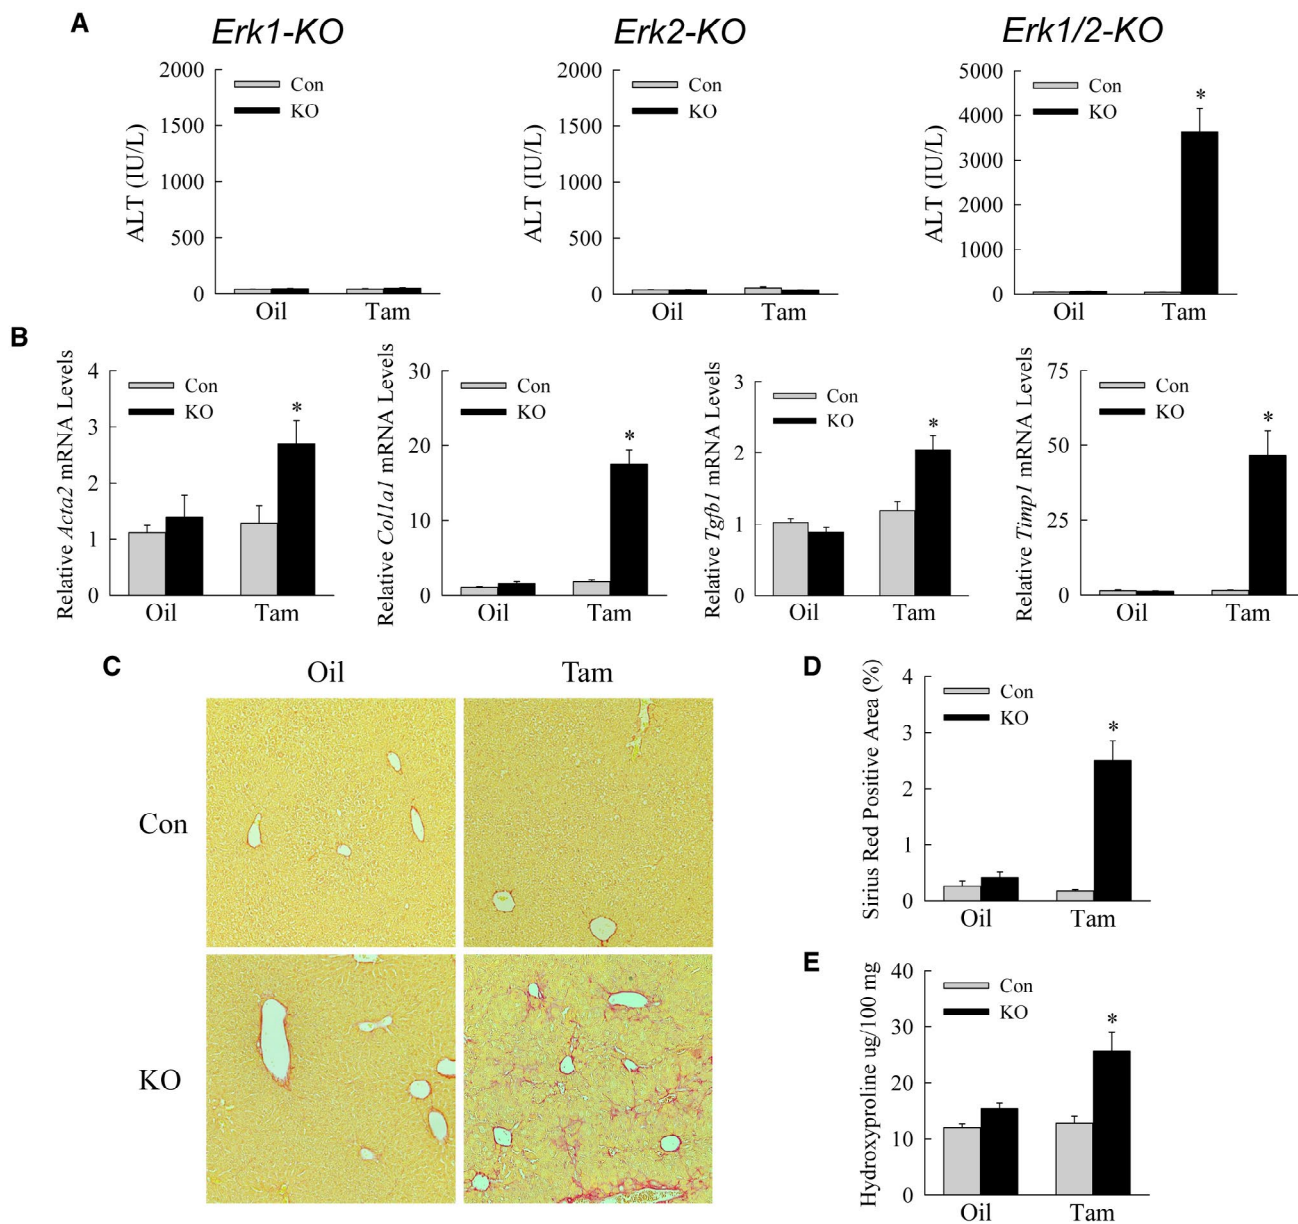 A
Erk1-KO
Erk2-KO
Erk1/2-KO
ALT (IU/L)
2000
1500
1000
500
0
Con
KO
Oil
Tam
ALT (IU/L)
2000
1500
1000
500
0
Con
KO
Oil
Tam
ALT (IU/L)
5000
4000
3000
2000
1000
0
Con
KO
*
Oil
Tam
B
Relative Acta2 mRNA Levels
4
3
2
1
0
Con
KO
*
Oil
Tam
Relative Col1a1 mRNA Levels
30
20
10
0
Con
KO
*
Oil
Tam
Relative Tgfb1 mRNA Levels
3
2
1
0
Con
KO
*
Oil
Tam
Relative Timp1 mRNA Levels
75
50
25
0
Con
KO
*
Oil
Tam
C
Oil
Tam
Con
KO
D
Sirius Red Positive Area (%)
4
3
2
1
0
Con
KO
*
Oil
Tam
E
Hydroxyproline ug/100 mg
40
30
20
10
0
Con
KO
*
Oil
Tam